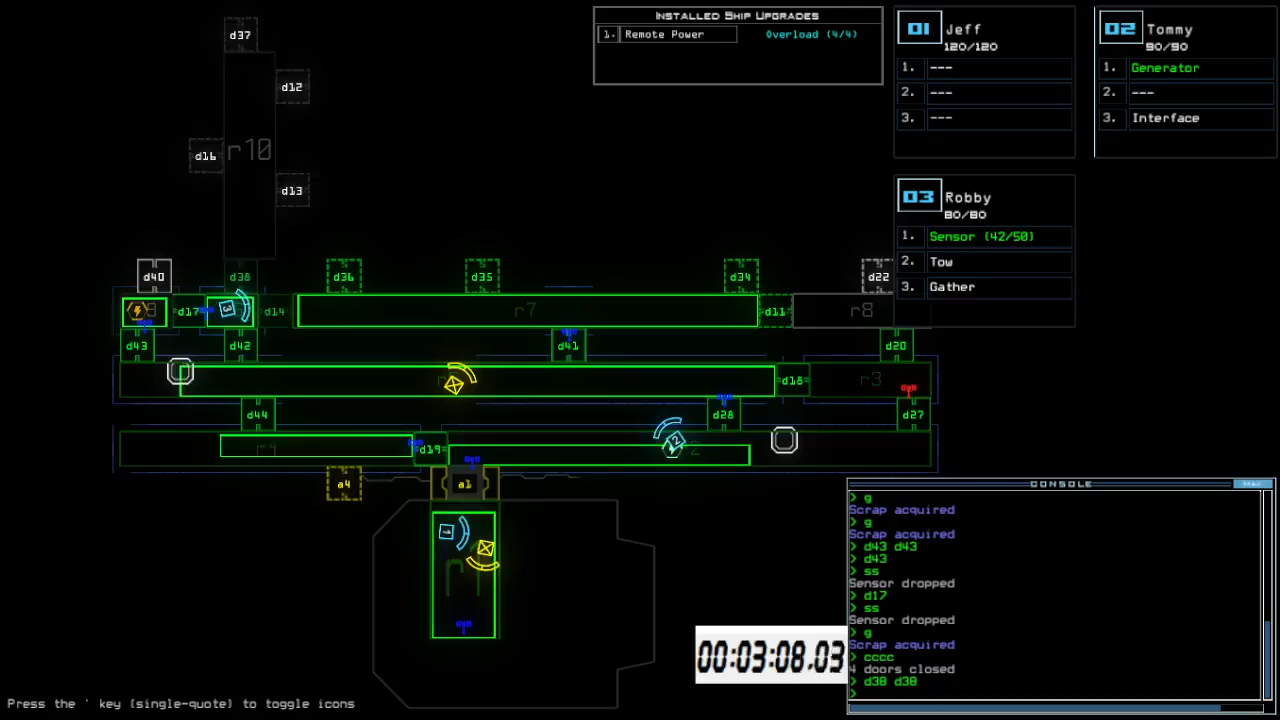 d37
d12
r10
d16
d13
d40
d38
d36
d35
d34
d22
d17
3
d14
r7
d11
r8
d43
d42
d41
d20
d18
r3
d44
d28
d27
d19
2
a4
a1
1
INSTALLED SHIP UPGRADES
1. Remote Power Overload (4/4)
01 Jeff
120/120
1. ---
2. ---
3. ---
02 Tommy
90/90
1. Generator
2. ---
3. Interface
03 Robby
80/80
1. Sensor (42/50)
2. Tow
3. Gather
CONSOLE
> g
Scrap acquired
> g
Scrap acquired
> d43 d43
> d43
> ss
Sensor dropped
> d17
> ss
Sensor dropped
> g
Scrap acquired
> cccc
4 doors closed
> d38 d38
>
00:03:08.03
Press the ' key (single-quote) to toggle icons